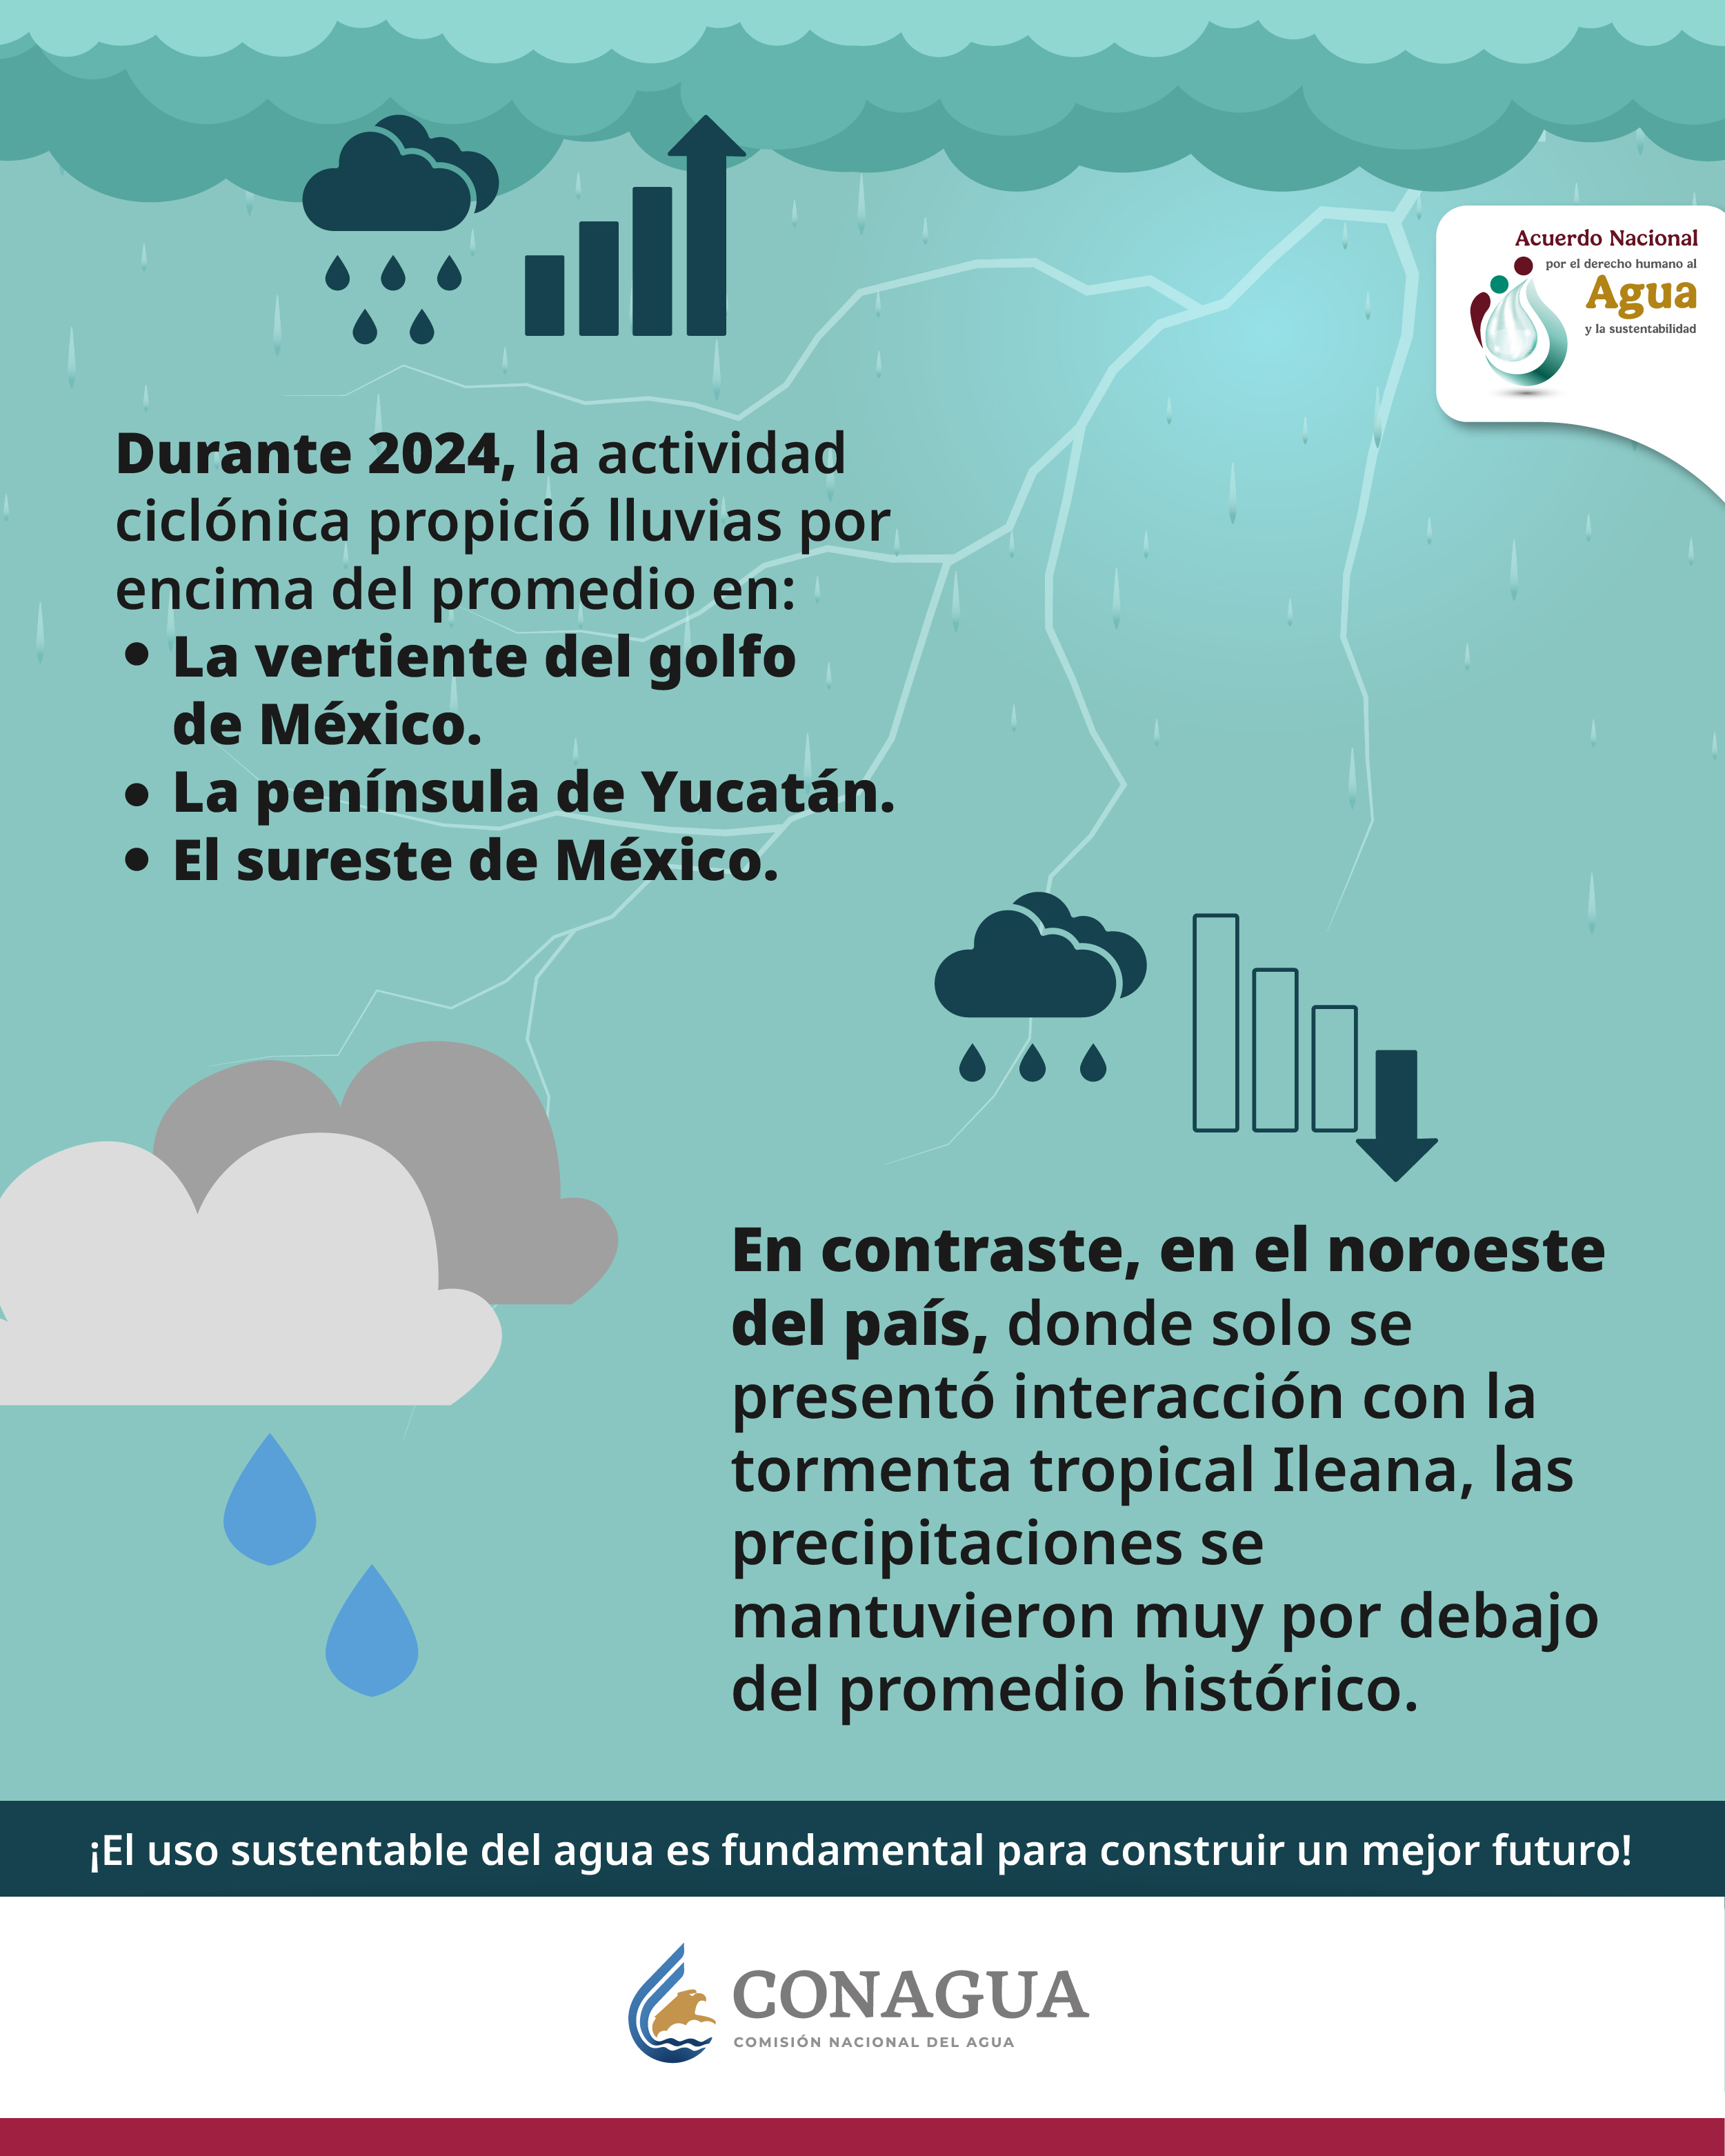 Acuerdo Nacional
por el derecho humano al
Agua
y la sustentabilidad
Durante 2024, la actividad
ciclónica propició lluvias por
encima del promedio en:
• La vertiente del golfo
de México.
• La península de Yucatán.
• El sureste de México.
En contraste, en el noroeste
del país, donde solo se
presentó interacción con la
tormenta tropical Ileana, las
precipitaciones se
mantuvieron muy por debajo
del promedio histórico.
¡El uso sustentable del agua es fundamental para construir un mejor futuro!
CONAGUA
COMISIÓN NACIONAL DEL AGUA